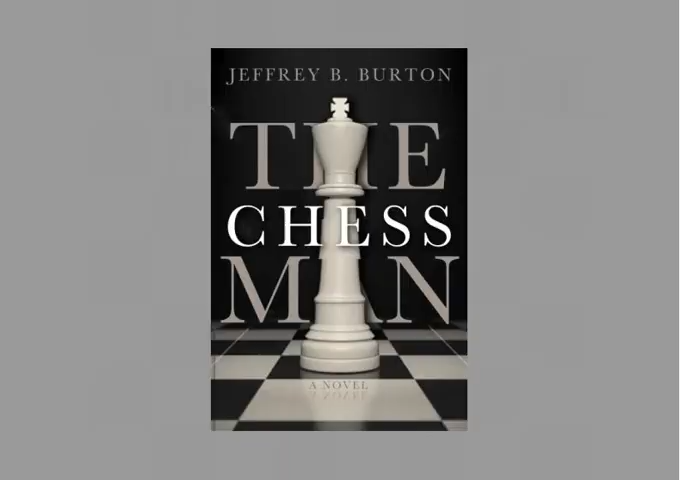 JEFFREY B. BURTON
THE
CHESS
MAN
A NOVEL